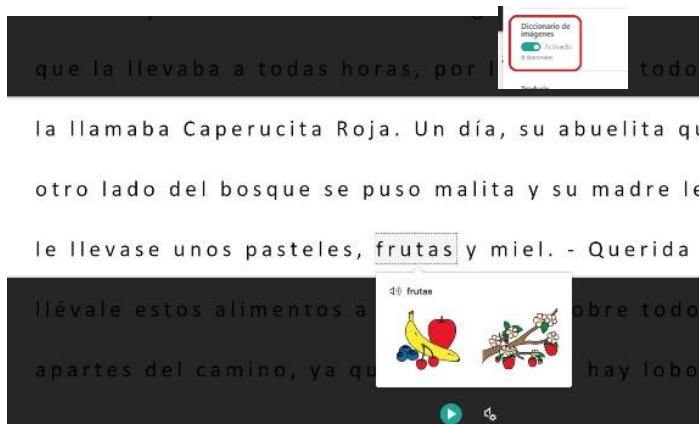 Diccionario de
imágenes
Activado
que la llevaba a todas horas, por todo
la llamaba Caperucita Roja. Un día, su abuelita qu
otro lado del bosque se puso malita y su madre le
le llevase unos pasteles, frutas y miel. - Querida
frutas
llévale estos alimentos a obre todo
apartes del camino, ya qu hay lobo